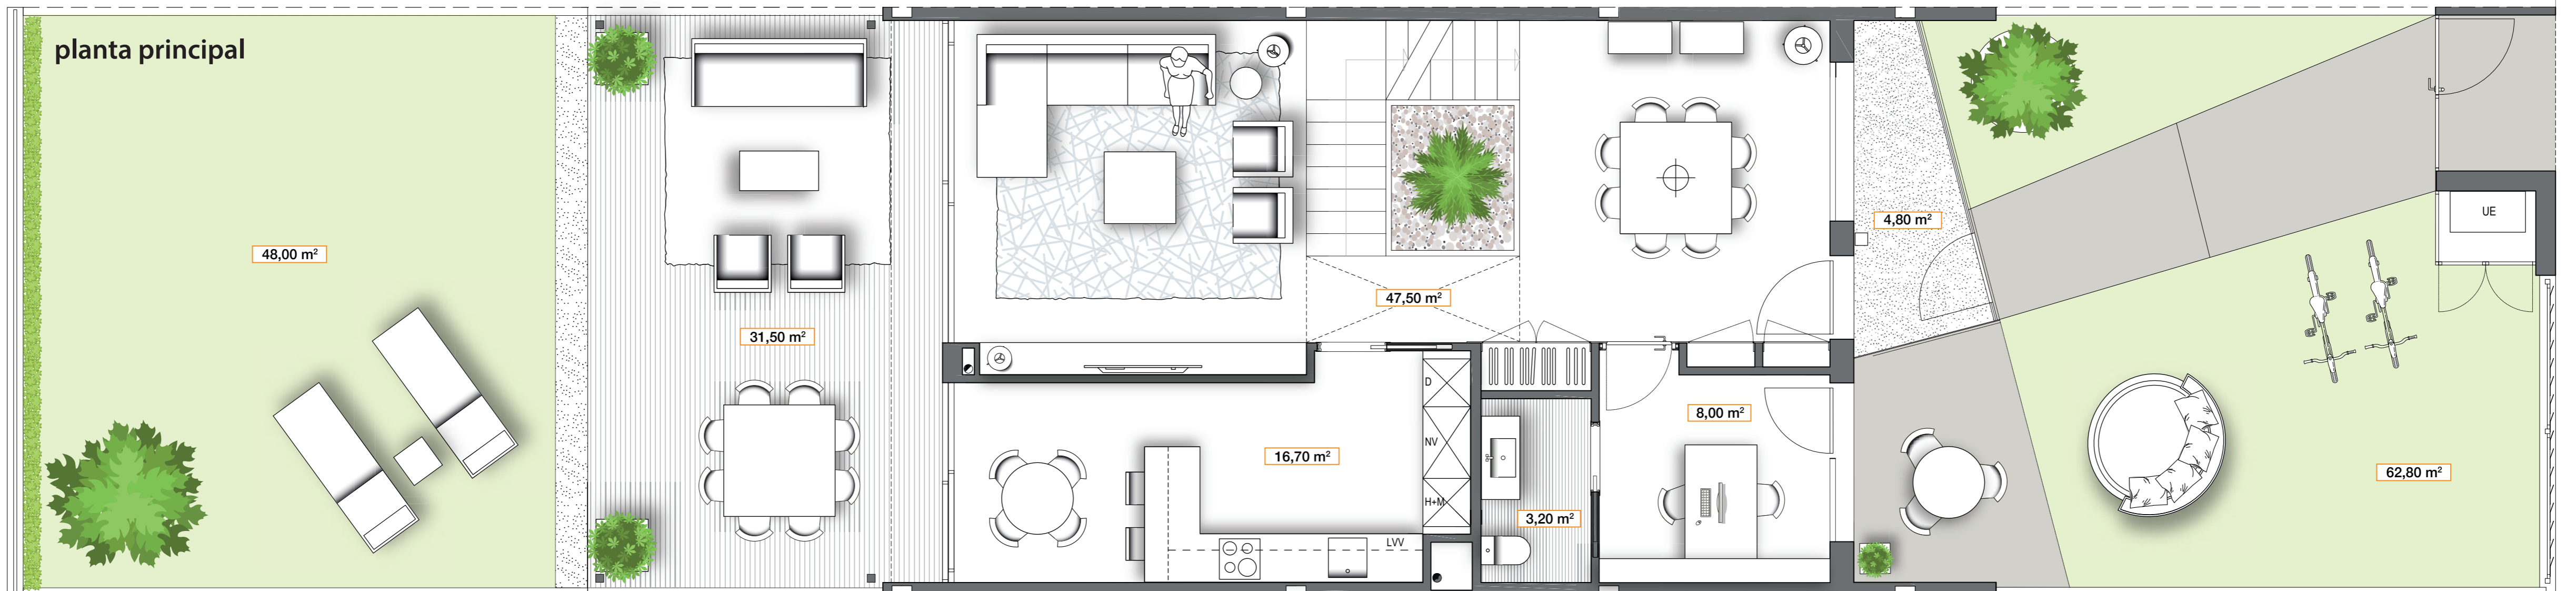 planta principal
48,00 m²
31,50 m²
47,50 m²
4,80 m²
UE
D
NV
H+M
LVV
16,70 m²
3,20 m²
8,00 m²
62,80 m²